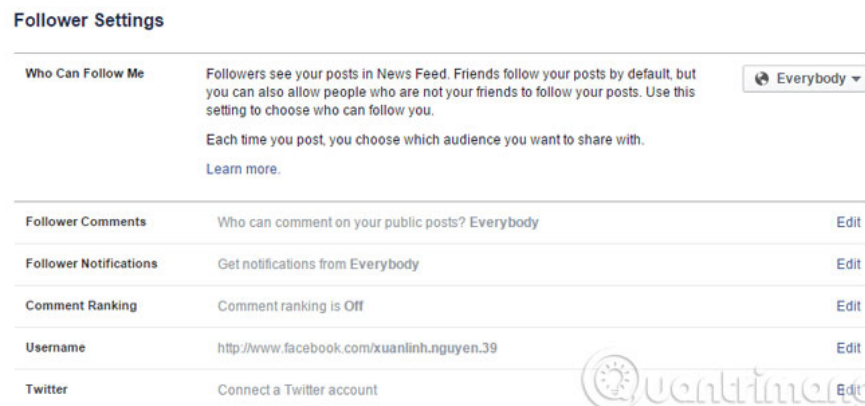 Follower Settings
Who Can Follow Me
Followers see your posts in News Feed. Friends follow your posts by default, but
you can also allow people who are not your friends to follow your posts. Use this
setting to choose who can follow you.
Everybody
Each time you post, you choose which audience you want to share with.
Learn more.
Follower Comments Who can comment on your public posts? Everybody Edit
Follower Notifications Get notifications from Everybody Edit
Comment Ranking Comment ranking is Off Edit
Username http://www.facebook.com/xuanlinh.nguyen.39 Edit
Twitter Connect a Twitter account Edit